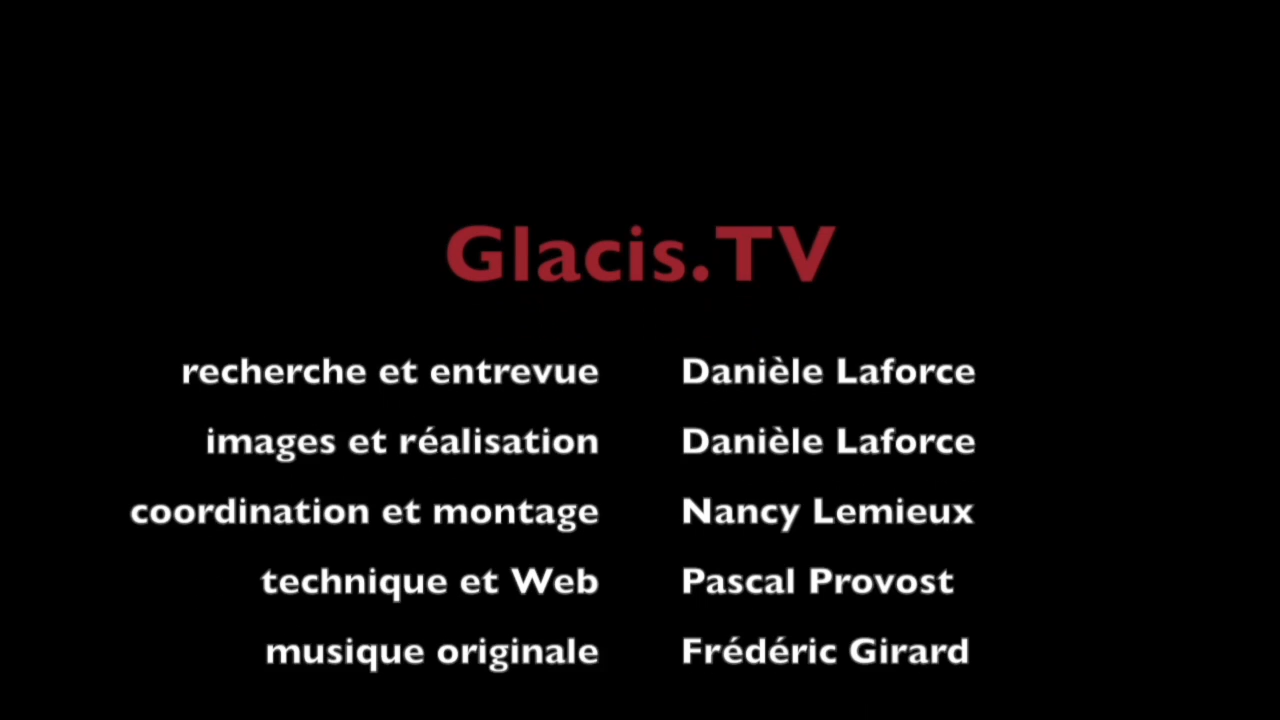 Glacis.TV
recherche et entrevue Danièle Laforce
images et réalisation Danièle Laforce
coordination et montage Nancy Lemieux
technique et Web Pascal Provost
musique originale Frédéric Girard